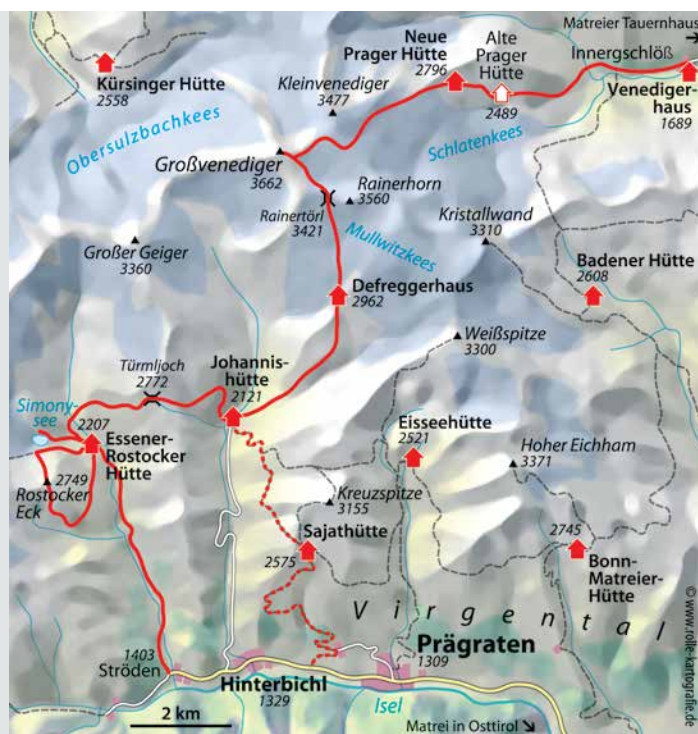 Matreier Tauernhaus
Neue
Prager Hütte
2796
Alte
Prager
Hütte
2489
Innergschlöß
Venediger-
haus
1689
Kürsinger Hütte
2558
Kleinvenediger
3477
Obersulzbachkees
Schlatenkees
Großvenediger
3662
Rainerhorn
3560
Rainertörl
3421
Kristallwand
3310
Mullwitzkees
Großer Geiger
3360
Badener Hütte
2608
Defreggerhaus
2962
Weißspitze
3300
Türmljoch
2772
Johannis-
hütte
2121
Simony-
see
2207
Essener-
Rostocker
Hütte
Eisseehütte
2521
Hoher Eichham
3371
2749
Rostocker
Eck
Kreuzspitze
3155
Sajathütte
2575
2745
Bonn-
Matreier-
Hütte
Virgental
1403
Ströden
Prägraten
1309
Hinterbichl
1329
Isel
2 km
Matrei in Osttirol
© www.rolle-kartografie.de